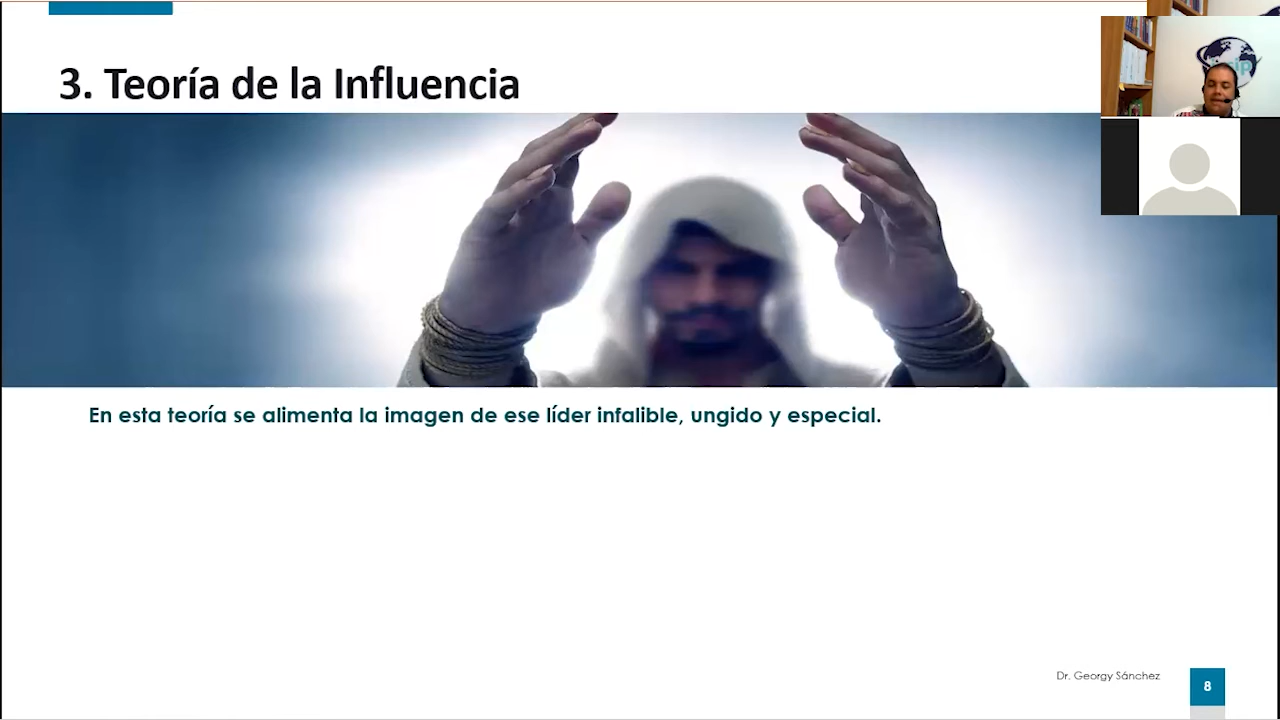 3. Teoría de la Influencia
En esta teoría se alimenta la imagen de ese líder infalible, ungido y especial.
Dr. Georgy Sánchez
8